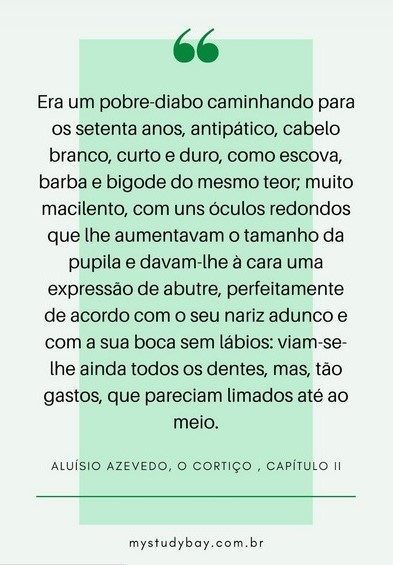 “
Era um pobre-diabo caminhando para
os setenta anos, antipático, cabelo
branco, curto e duro, como escova,
barba e bigode do mesmo teor; muito
macilento, com uns óculos redondos
que lhe aumentavam o tamanho da
pupila e davam-lhe à cara uma
expressão de abutre, perfeitamente
de acordo com o seu nariz adunco e
com a sua boca sem lábios: viam-se-
lhe ainda todos os dentes, mas, tão
gastos, que pareciam limados até ao
meio.
ALUÍSIO AZEVEDO, O CORTIÇO , CAPÍTULO II
mystudybay.com.br